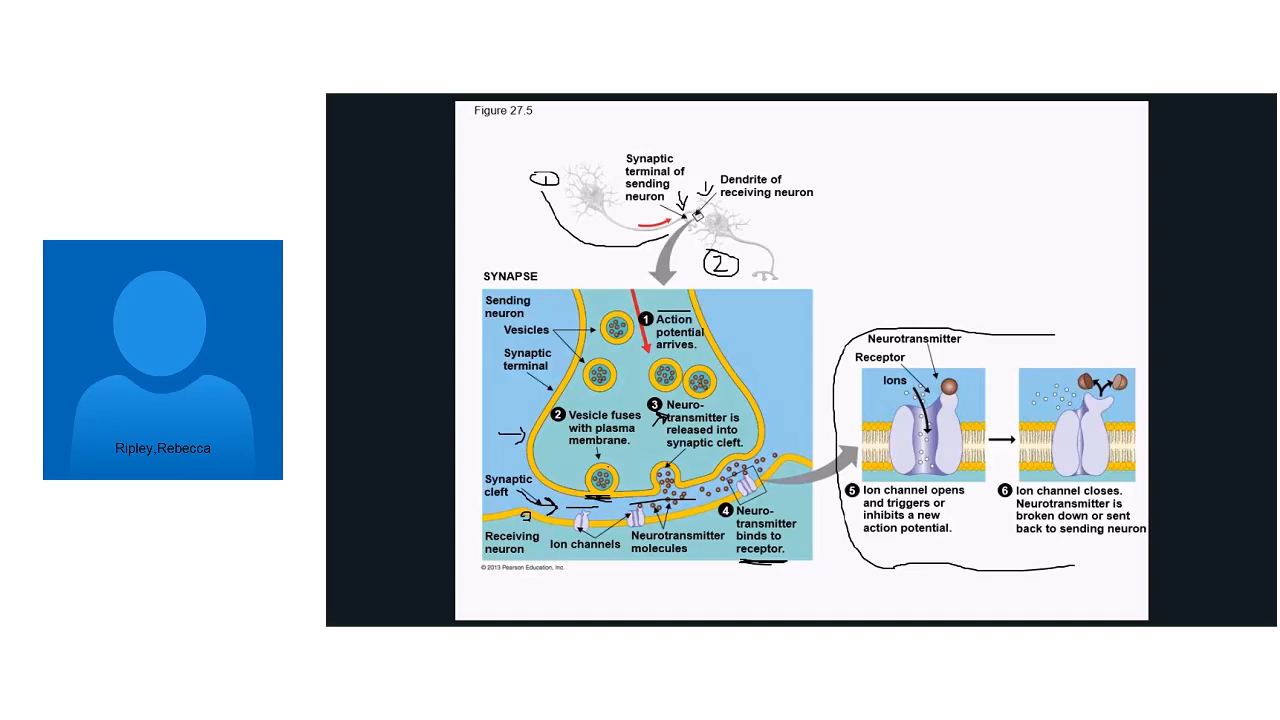 Figure 27.5
Synaptic
terminal of
sending
neuron
Dendrite of
receiving neuron
1
2
SYNAPSE
Sending
neuron
Vesicles
Synaptic
terminal
1 Action
potential
arrives.
2 Vesicle fuses
with plasma
membrane.
3 Neuro-
transmitter is
released into
synaptic cleft.
Synaptic
cleft
Receiving
neuron
Ion channels
Neurotransmitter
molecules
4 Neuro-
transmitter
binds to
receptor.
Neurotransmitter
Receptor
Ions
5 Ion channel opens
and triggers or
inhibits a new
action potential.
6 Ion channel closes.
Neurotransmitter is
broken down or sent
back to sending neuron
© 2013 Pearson Education, Inc.
Ripley,Rebecca